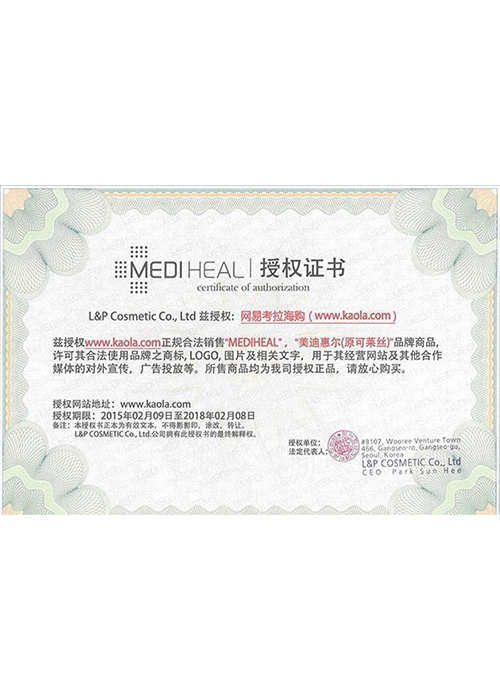 MEDIHEAL | 授权证书
certificate of authorization
L&P Cosmetic Co., Ltd 兹授权：网易考拉海购（www.kaola.com）
兹授权www.kaola.com正规合法销售“MEDIHEAL”，“美迪惠尔(原可莱丝)”品牌商品，
许可其合法使用品牌之商标, LOGO, 图片及相关文字，用于其经营网站及其他合作
媒体的对外宣传，广告投放等。所售商品均为我司授权正品，请放心购买。
授权网站地址：www.kaola.com
授权期限：2015年02月09日至2018年02月08日
备注：本授权书正本为有效文本，不得影影印，涂改，转让。
L&P COSMETIC Co., Ltd.公司拥有此授权书的最终解释权。
授权单位：
法定代表人：
#8107, Wooree Venture Town
466, Gangseo-ro, Gangseo-gu,
Seoul, Korea
L&P COSMETIC Co., Ltd
CEO Park Sun Hee